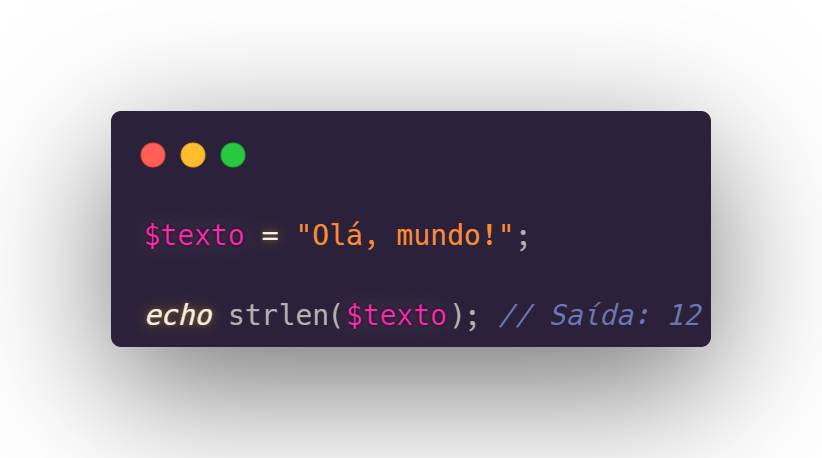 $texto = "Olá, mundo!";
echo strlen($texto); // Saída: 12